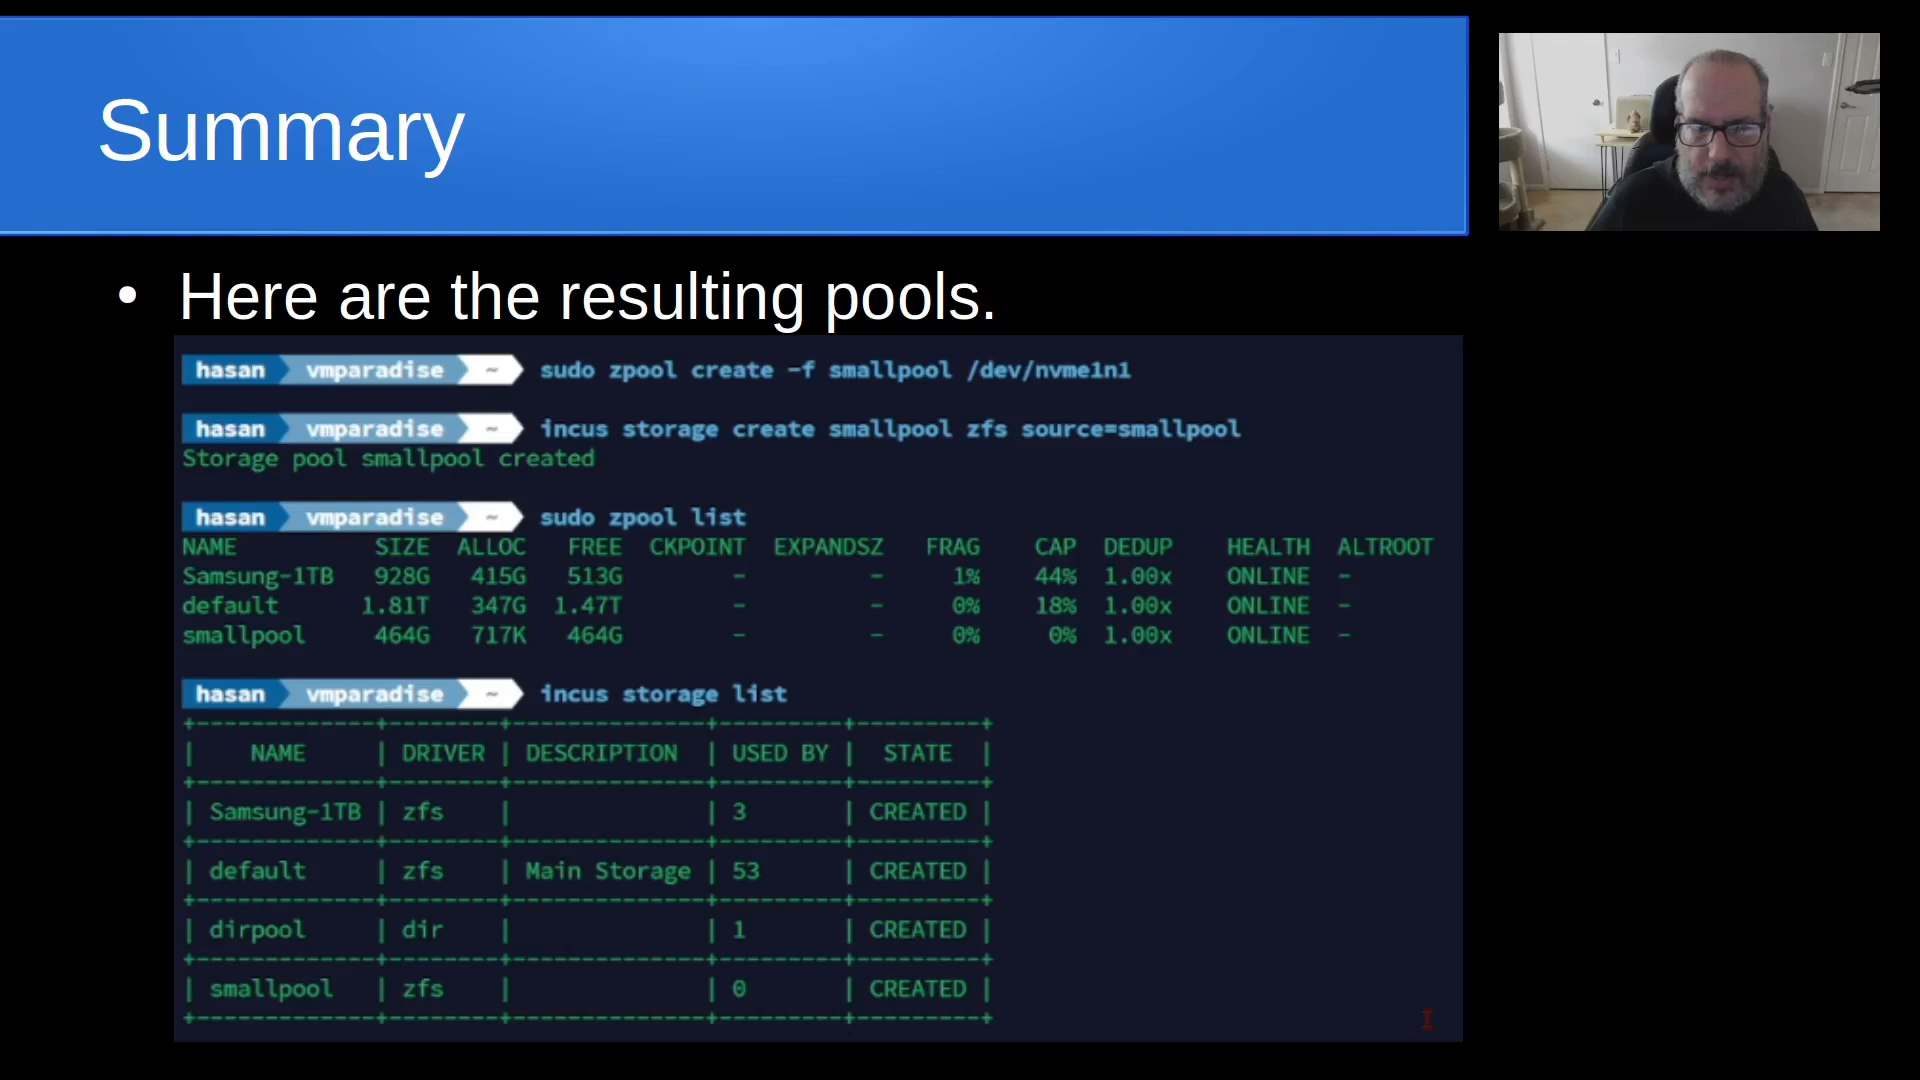 Summary
• Here are the resulting pools.
hasan vmparadise ~ sudo zpool create -f smallpool /dev/nvme1n1
hasan vmparadise ~ incus storage create smallpool zfs source=smallpool
Storage pool smallpool created
hasan vmparadise ~ sudo zpool list
NAME SIZE ALLOC FREE CKPOINT EXPANDSZ FRAG CAP DEDUP HEALTH ALTROOT
Samsung-1TB 928G 415G 513G - - 1% 44% 1.00x ONLINE -
default 1.81T 347G 1.47T - - 0% 18% 1.00x ONLINE -
smallpool 464G 717K 464G - - 0% 0% 1.00x ONLINE -
hasan vmparadise ~ incus storage list
+-------------+--------+--------------+---------+---------+
| NAME | DRIVER | DESCRIPTION | USED BY | STATE |
+-------------+--------+--------------+---------+---------+
| Samsung-1TB | zfs | | 3 | CREATED |
+-------------+--------+--------------+---------+---------+
| default | zfs | Main Storage | 53 | CREATED |
+-------------+--------+--------------+---------+---------+
| dirpool | dir | | 1 | CREATED |
+-------------+--------+--------------+---------+---------+
| smallpool | zfs | | 0 | CREATED |
+-------------+--------+--------------+---------+---------+